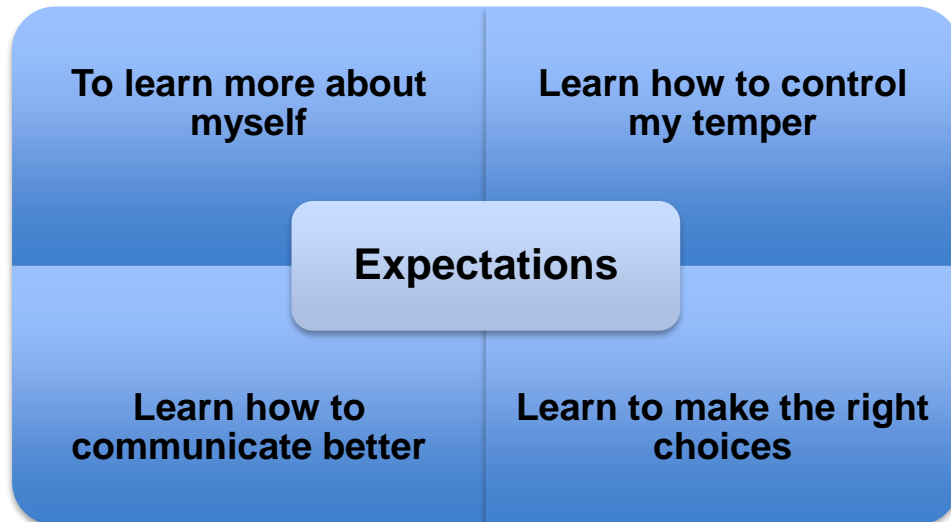 To learn more about
myself
Learn how to control
my temper
Expectations
Learn how to
communicate better
Learn to make the right
choices